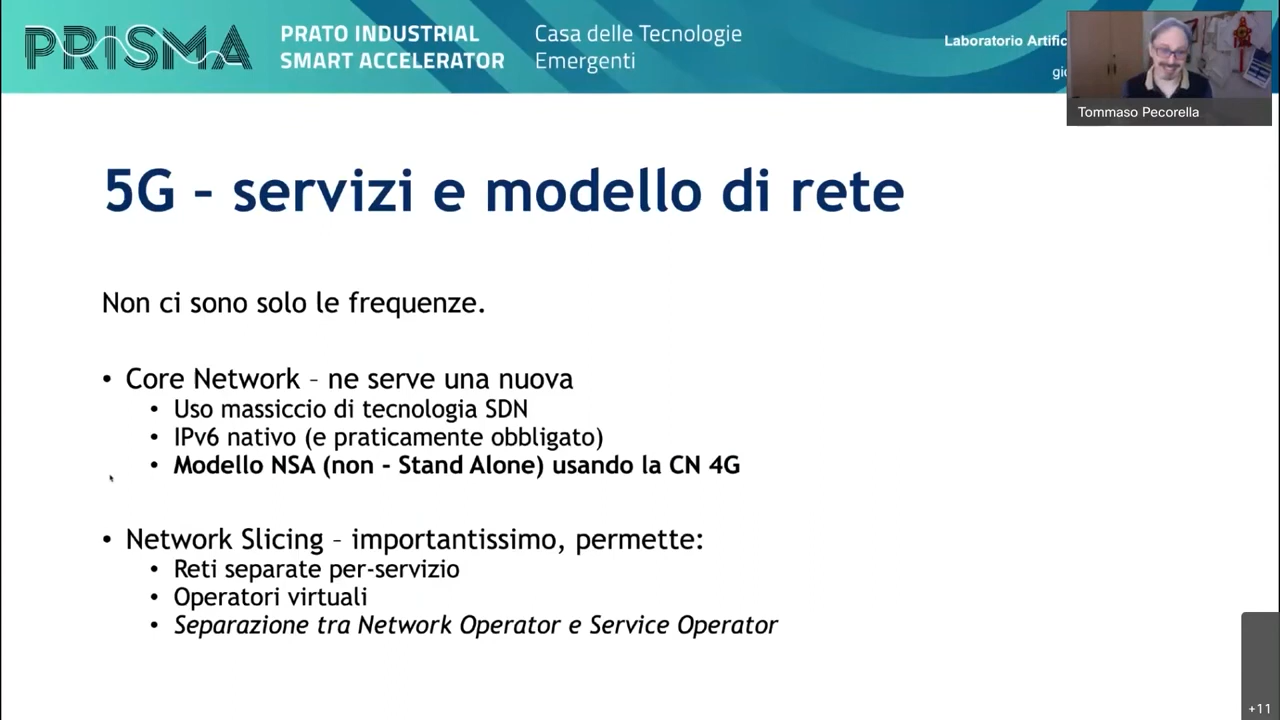 PRISMA
PRATO INDUSTRIAL
SMART ACCELERATOR
Casa delle Tecnologie
Emergenti
Laboratorio
Tommaso Pecorella
5G – servizi e modello di rete
Non ci sono solo le frequenze.
• Core Network – ne serve una nuova
• Uso massiccio di tecnologia SDN
• IPv6 nativo (e praticamente obbligato)
• Modello NSA (non - Stand Alone) usando la CN 4G
• Network Slicing – importantissimo, permette:
• Reti separate per-servizio
• Operatori virtuali
• Separazione tra Network Operator e Service Operator
+11